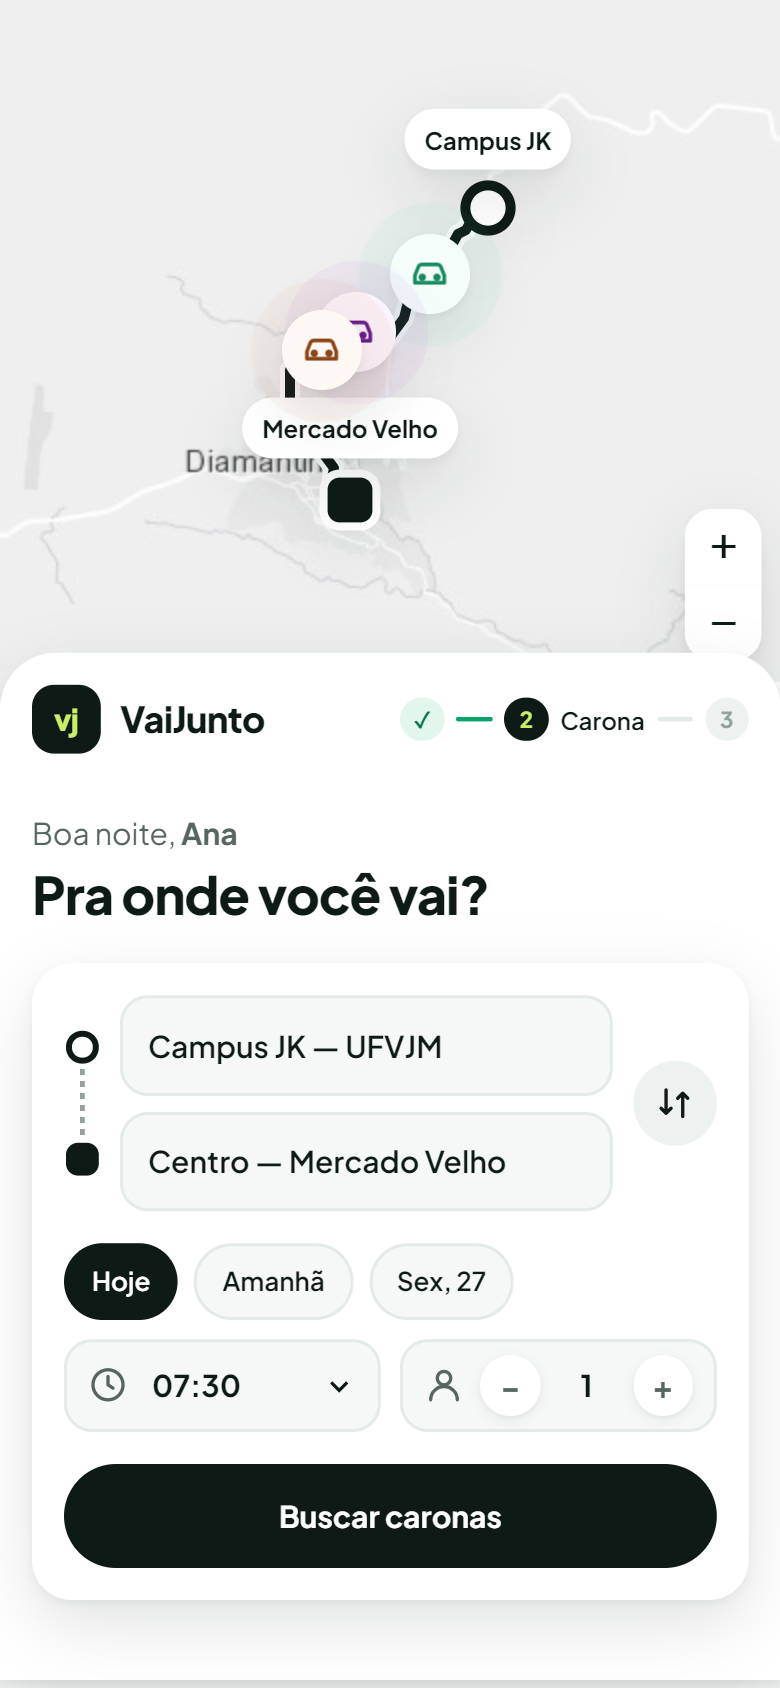 Campus JK
Mercado Velho
+
−
vj
VaiJunto
✓
2
Carona
3
Boa noite, Ana
Pra onde você vai?
Campus JK — UFVJM
Centro — Mercado Velho
Hoje
Amanhã
Sex, 27
07:30
−
1
+
Buscar caronas